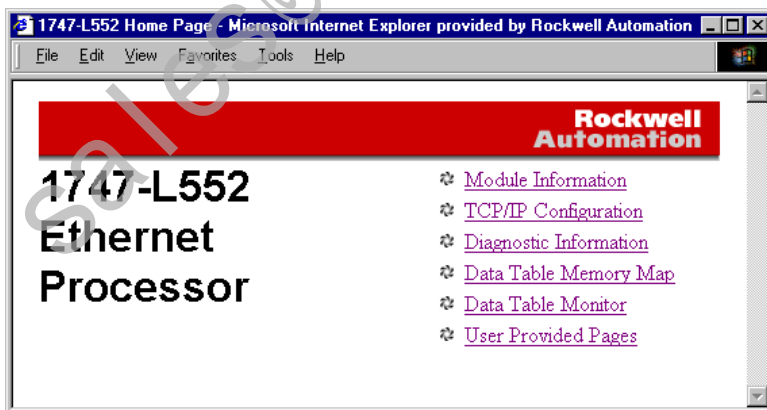 1747-L552 Home Page - Microsoft Internet Explorer provided by Rockwell Automation
File Edit View Favorites Tools Help
Rockwell
Automation
1747-L552
Ethernet
Processor
Module Information
TCP/IP Configuration
Diagnostic Information
Data Table Memory Map
Data Table Monitor
User Provided Pages
sales